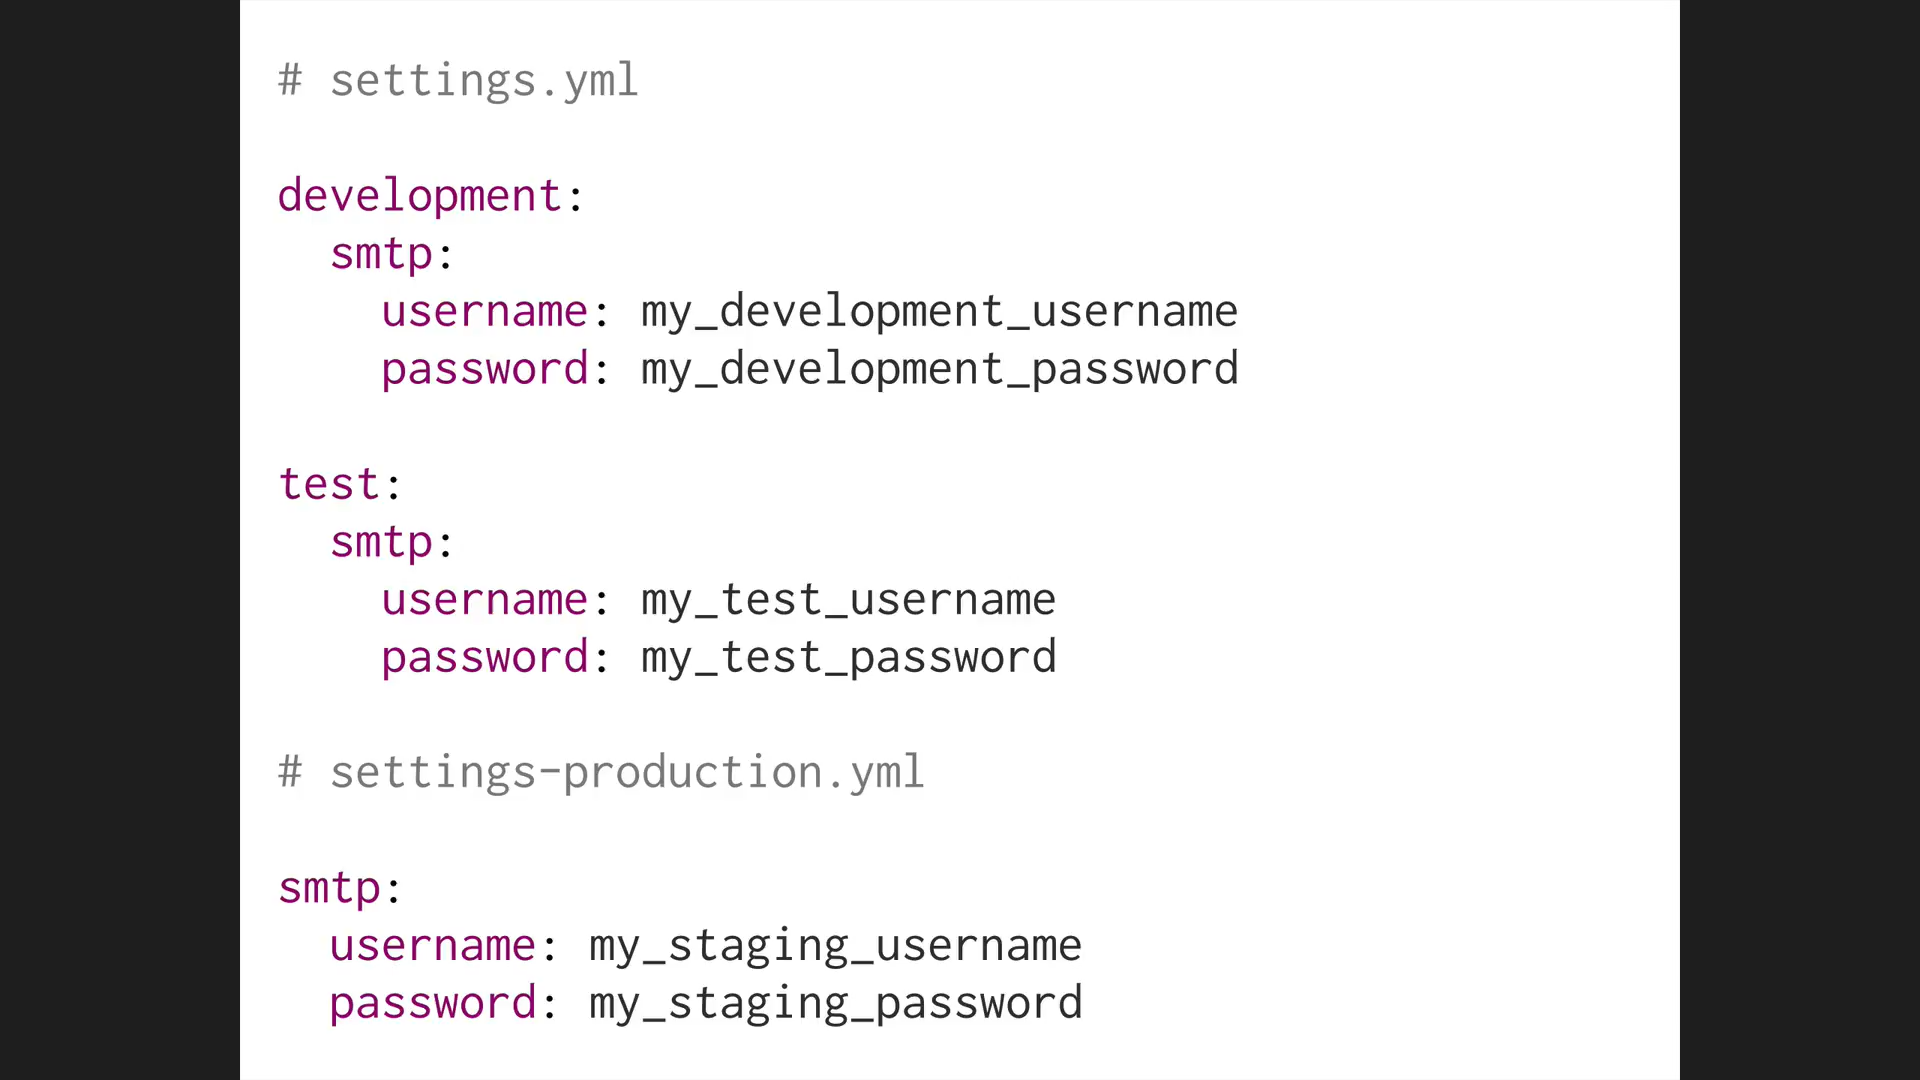 # settings.yml
development:
  smtp:
    username: my_development_username
    password: my_development_password
test:
  smtp:
    username: my_test_username
    password: my_test_password
# settings-production.yml
smtp:
  username: my_staging_username
  password: my_staging_password